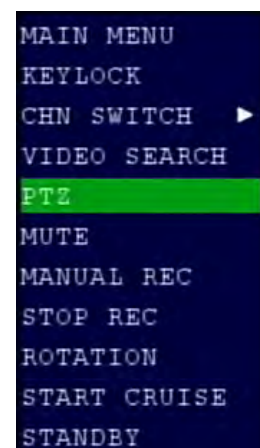 MAIN MENU
KEYLOCK
CHN SWITCH ▶
VIDEO SEARCH
PTZ
MUTE
MANUAL REC
STOP REC
ROTATION
START CRUISE
STANDBY